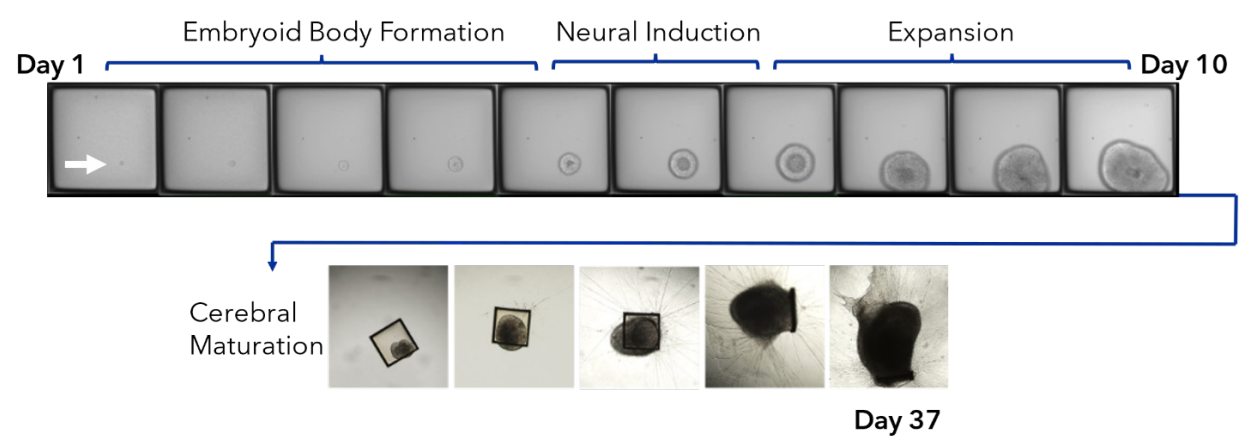 Embryoid Body Formation
Neural Induction
Expansion
Day 1
Day 10
Cerebral
Maturation
Day 37